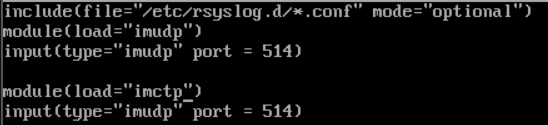 include(file="/etc/rsyslog.d/*.conf" mode="optional")
module(load="imudp")
input(type="imudp" port = 514)
module(load="imctp")
input(type="imudp" port = 514)